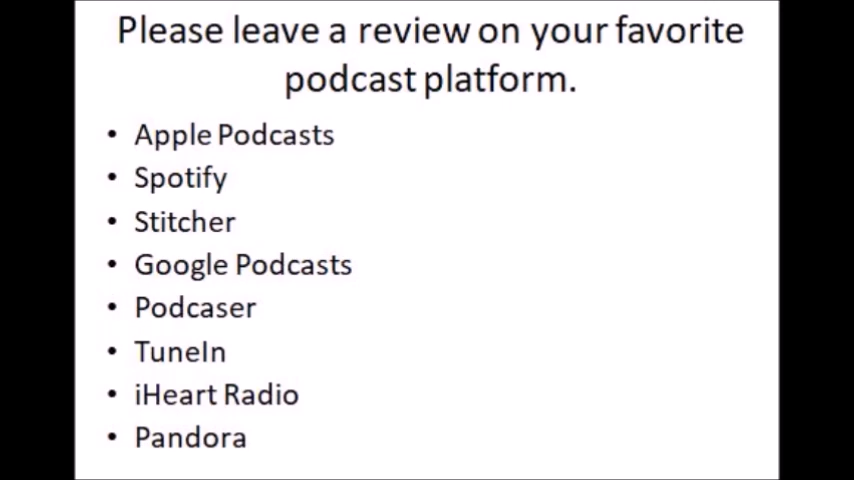 Please leave a review on your favorite
podcast platform.
• Apple Podcasts
• Spotify
• Stitcher
• Google Podcasts
• Podcaser
• TuneIn
• iHeart Radio
• Pandora